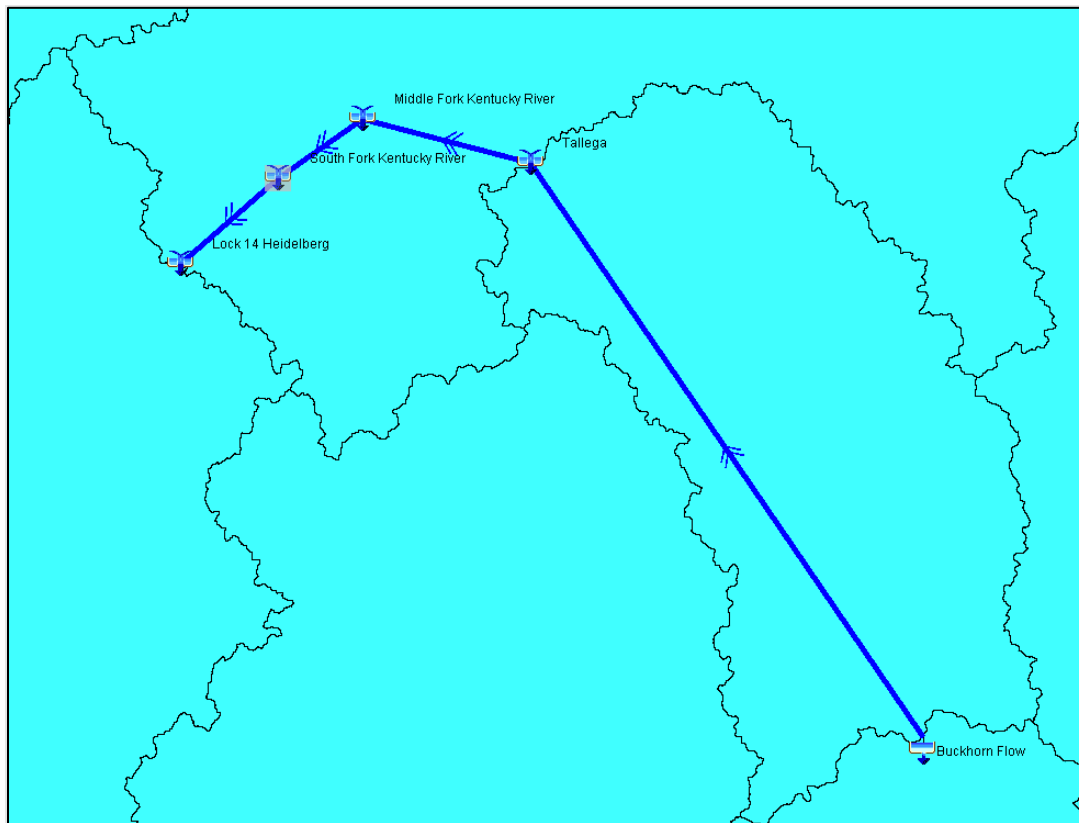 Middle Fork Kentucky River
Tallega
South Fork Kentucky River
Lock 14 Heidelberg
Buckhorn Flow